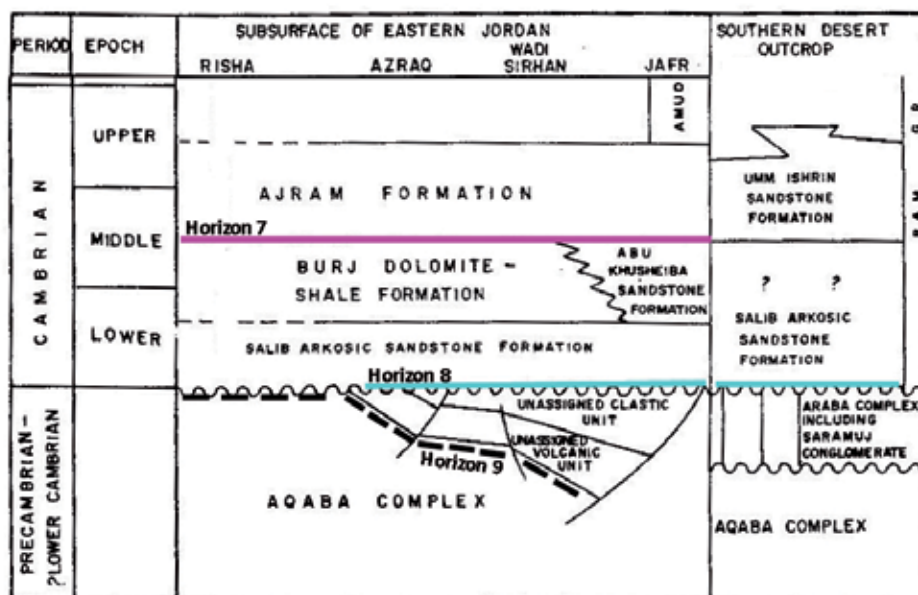 PERIOD
EPOCH
SUBSURFACE OF EASTERN JORDAN
RISHA
AZRAQ
WADI
SIRHAN
JAFR
SOUTHERN DESERT
OUTCROP
CAMBRIAN
UPPER
MIDDLE
LOWER
AMUD
AJRAM FORMATION
Horizon 7
BURJ DOLOMITE –
SHALE FORMATION
ABU
KHUSHEIBA
SANDSTONE
FORMATION
SALIB ARKOSIC SANDSTONE FORMATION
Horizon 8
UMM ISHRIN
SANDSTONE
FORMATION
? ?
SALIB ARKOSIC
SANDSTONE
FORMATION
PRECAMBRIAN –
?LOWER CAMBRIAN
UNASSIGNED CLASTIC
UNIT
UNASSIGNED
VOLCANIC
UNIT
Horizon 9
AQABA COMPLEX
ARABA COMPLEX
INCLUDING
SARAMUJ
CONGLOMERATE
AQABA COMPLEX